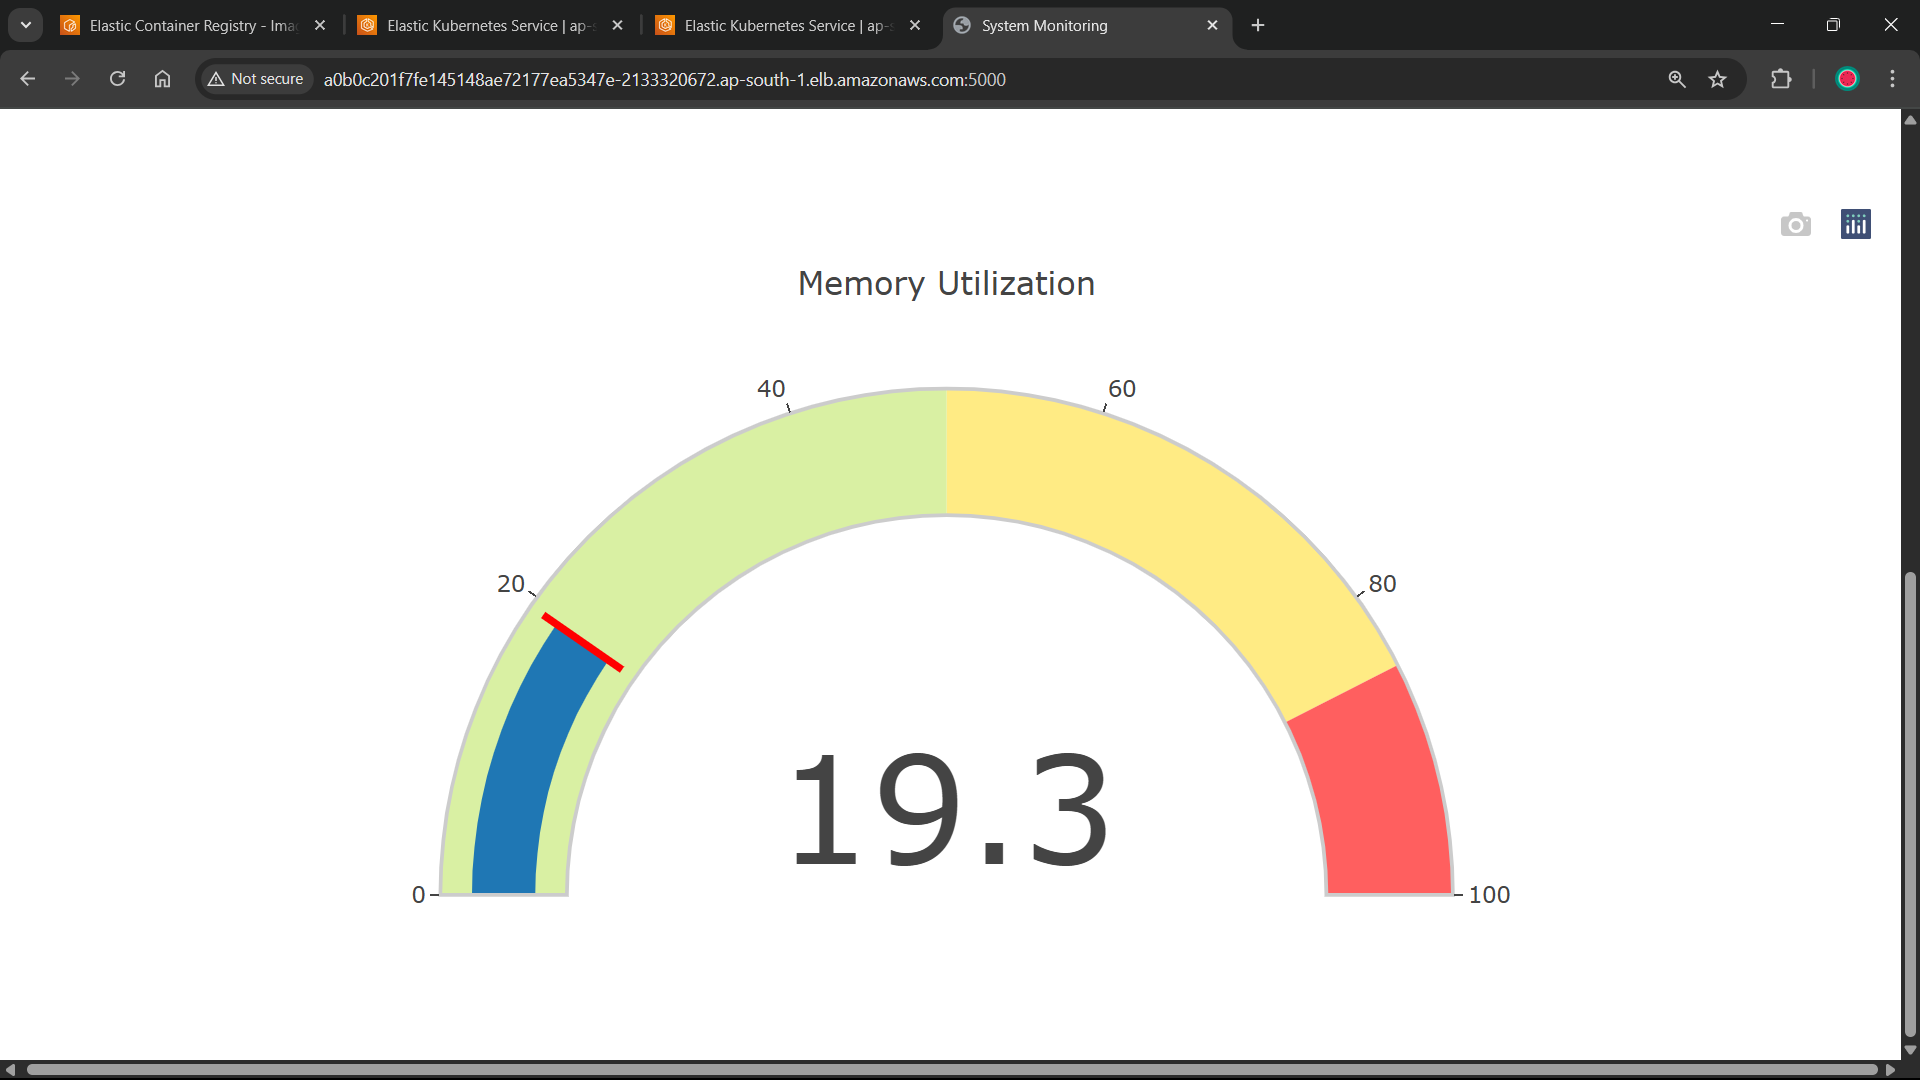 Elastic Container Registry - Ima
Elastic Kubernetes Service | ap-s
Elastic Kubernetes Service | ap-s
System Monitoring
Not secure
a0b0c201f7fe145148ae72177ea5347e-2133320672.ap-south-1.elb.amazonaws.com:5000
Memory Utilization
40
60
20
80
19.3
0
100